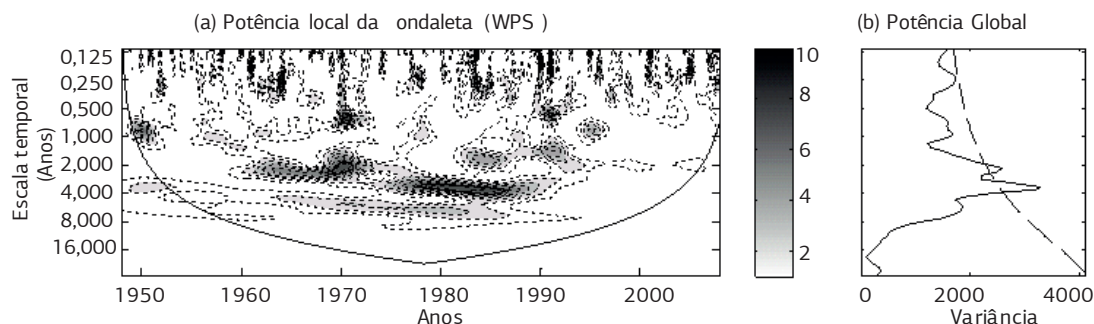 (a) Potência local da ondaleta (WPS )
(b) Potência Global
Escala temporal
(Anos)
0,125
0,250
0,500
1,000
2,000
4,000
8,000
16,000
1950 1960 1970 1980 1990 2000
Anos
10
8
6
4
2
0 2000 4000
Variância